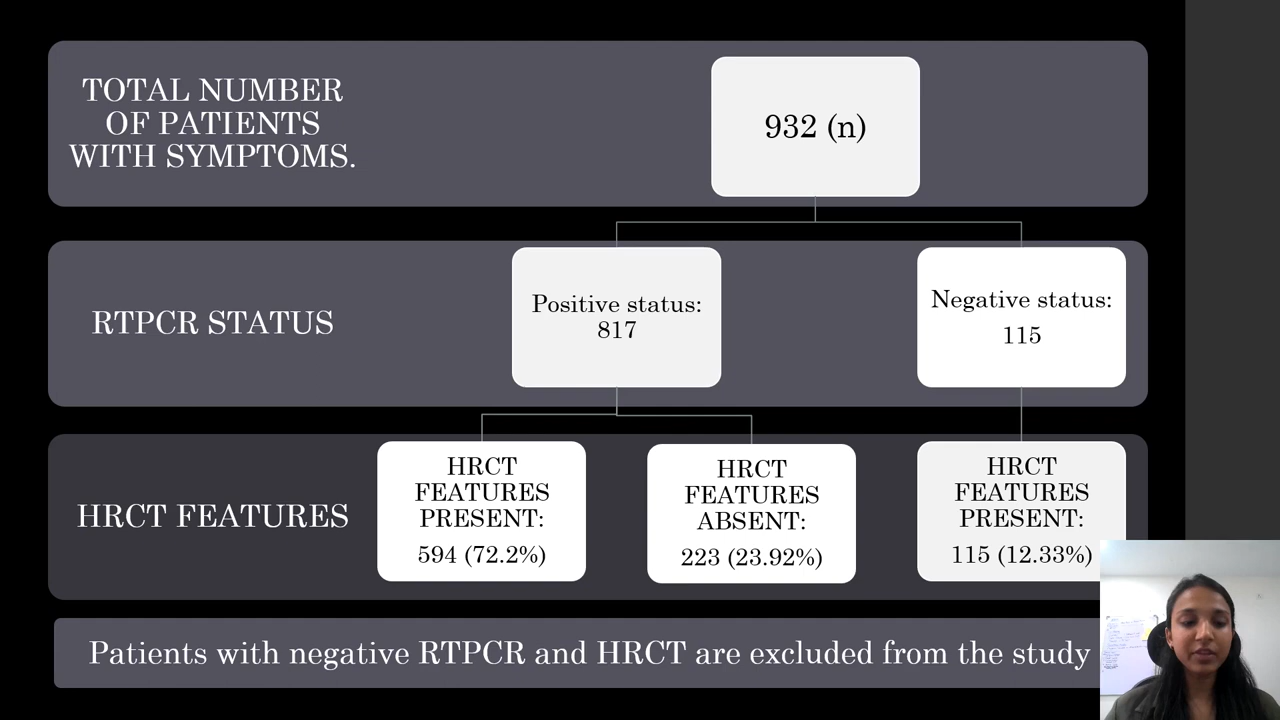 TOTAL NUMBER
OF PATIENTS
WITH SYMPTOMS.
932 (n)
RTPCR STATUS
Positive status:
817
Negative status:
115
HRCT FEATURES
HRCT
FEATURES
PRESENT:
594 (72.2%)
HRCT
FEATURES
ABSENT:
223 (23.92%)
HRCT
FEATURES
PRESENT:
115 (12.33%)
Patients with negative RTPCR and HRCT are excluded from the study